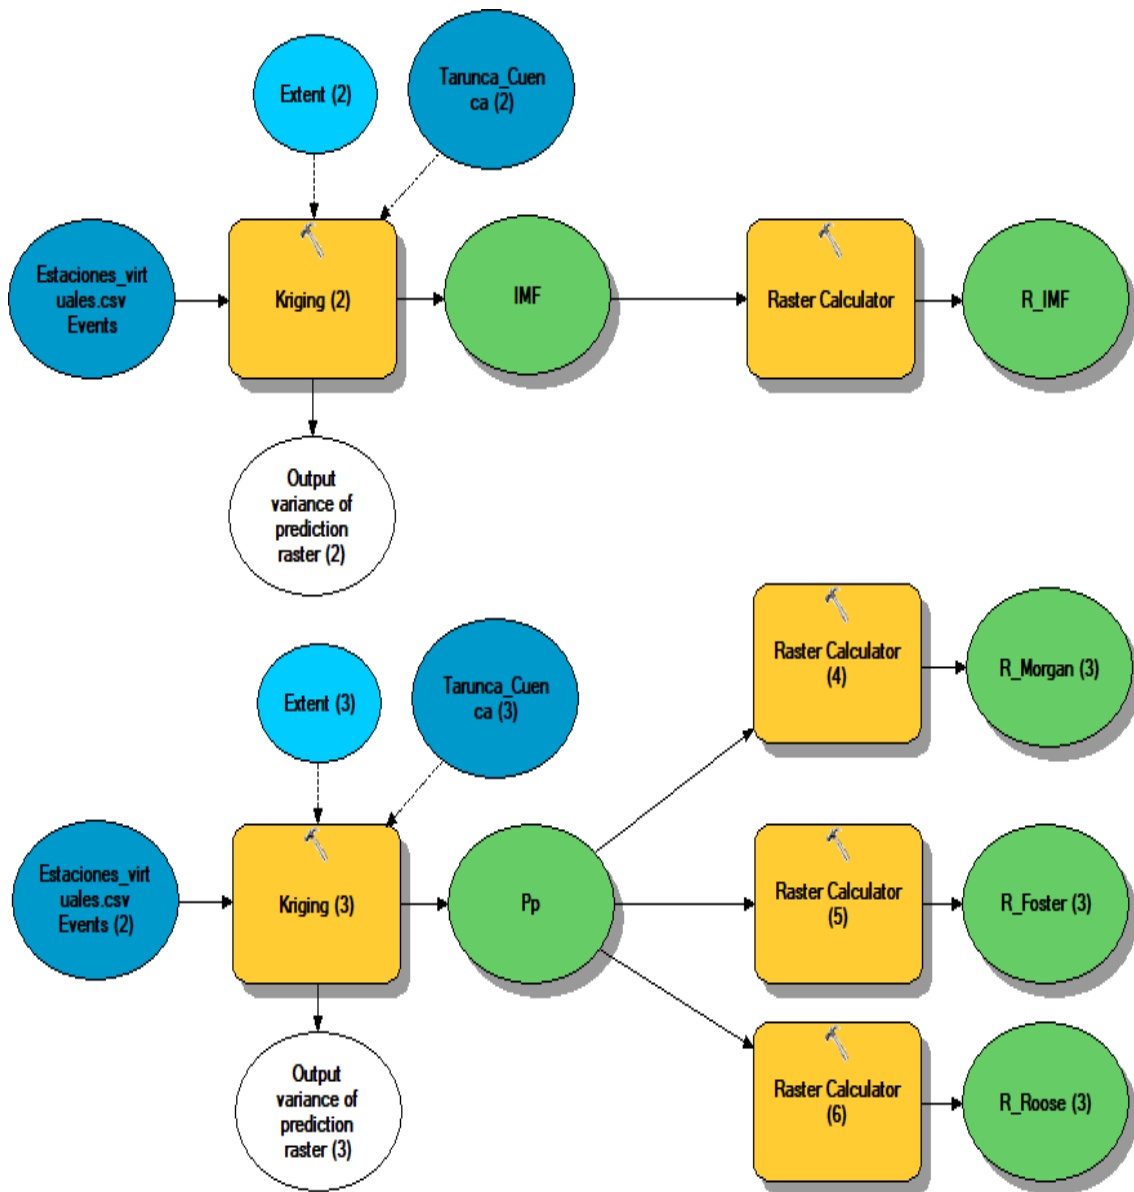 Extent (2)
Tarunca_Cuen
ca (2)
Estaciones_virt
uales.csv
Events
Kriging (2)
IMF
Raster Calculator
R_IMF
Output
variance of
prediction
raster (2)
Extent (3)
Tarunca_Cuen
ca (3)
Raster Calculator
(4)
R_Morgan (3)
Estaciones_virt
uales.csv
Events (2)
Kriging (3)
Pp
Raster Calculator
(5)
R_Foster (3)
Output
variance of
prediction
raster (3)
Raster Calculator
(6)
R_Roose (3)